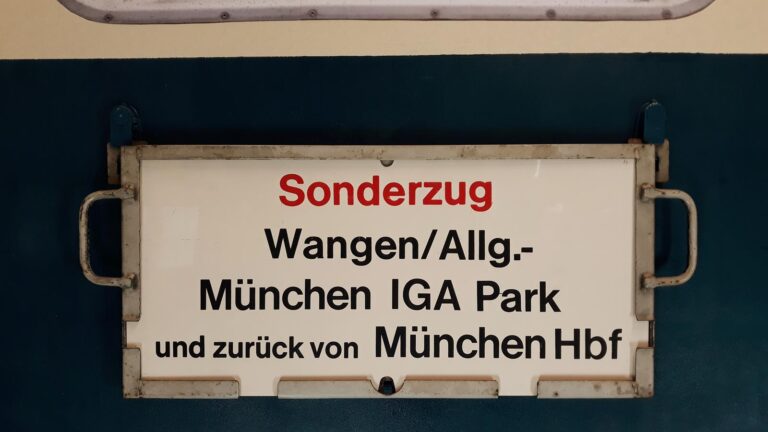 Sonderzug
Wangen/Allg.-
München IGA Park
und zurück von München Hbf